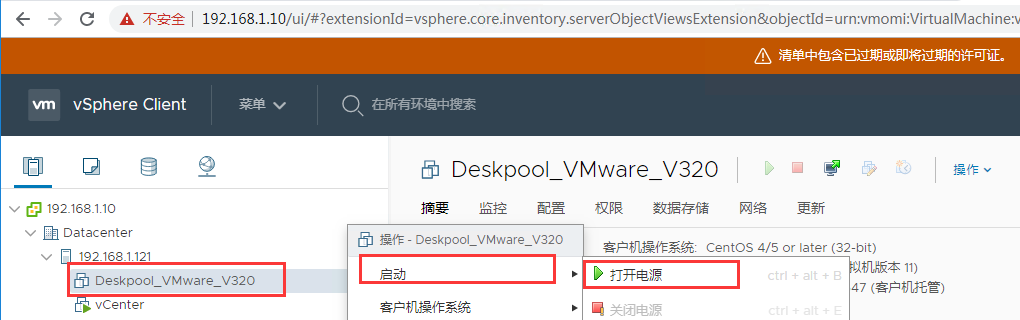 不安全 | 192.168.1.10/ui/#?extensionId=vsphere.core.inventory.serverObjectViewsExtension&objectId=urn:vmomi:VirtualMachine:v
清单中包含已过期或即将过期的许可证。
vm vSphere Client 菜单 在所有环境中搜索
Deskpool_VMware_V320 操作
摘要 监控 配置 权限 数据存储 网络 更新
192.168.1.10
Datacenter
192.168.1.121
Deskpool_VMware_V320
vCenter
操作 - Deskpool_VMware_V320
启动
客户机操作系统
客户机操作系统: CentOS 4/5 or later (32-bit)
拟机版本 11)
47 (客户机托管)
打开电源 ctrl + alt + B
关闭电源 ctrl + alt + E